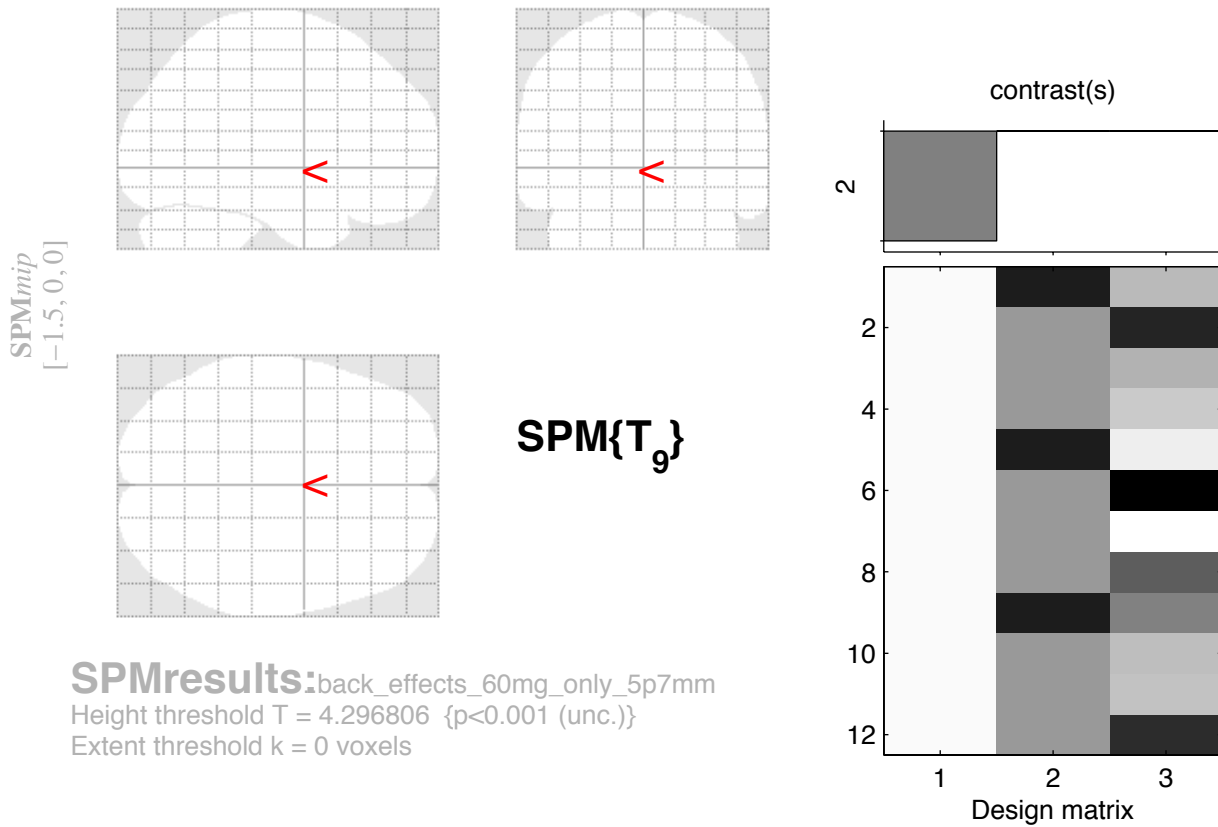 SPMmip
[−1.5, 0, 0]
<
<
<
SPM{T9}
SPMresults: back_effects_60mg_only_5p7mm
Height threshold T = 4.296806 {p<0.001 (unc.)}
Extent threshold k = 0 voxels
contrast(s)
2
2
4
6
8
10
12
1 2 3
Design matrix